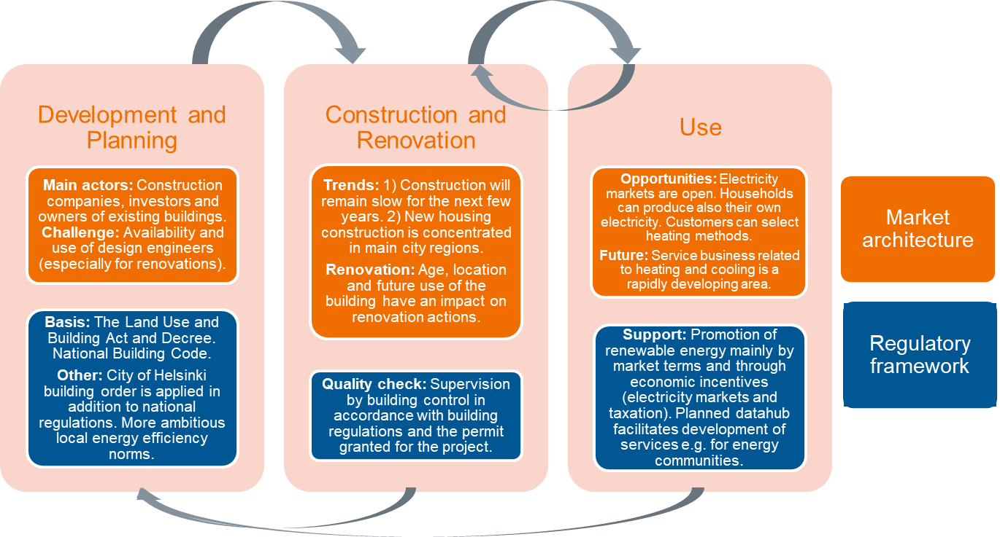 Development and
Planning
Main actors: Construction
companies, investors and
owners of existing buildings.
Challenge: Availability and
use of design engineers
(especially for renovations).
Basis: The Land Use and
Building Act and Decree.
National Building Code.
Other: City of Helsinki
building order is applied in
addition to national
regulations. More ambitious
local energy efficiency
norms.
Construction and
Renovation
Trends: 1) Construction will
remain slow for the next few
years. 2) New housing
construction is concentrated
in main city regions.
Renovation: Age, location
and future use of the
building have an impact on
renovation actions.
Quality check: Supervision
by building control in
accordance with building
regulations and the permit
granted for the project.
Use
Opportunities: Electricity
markets are open. Households
can produce also their own
electricity. Customers can select
heating methods.
Future: Service business related
to heating and cooling is a
rapidly developing area.
Support: Promotion of
renewable energy mainly by
market terms and through
economic incentives
(electricity markets and
taxation). Planned datahub
facilitates development of
services e.g. for energy
communities.
Market
architecture
Regulatory
framework